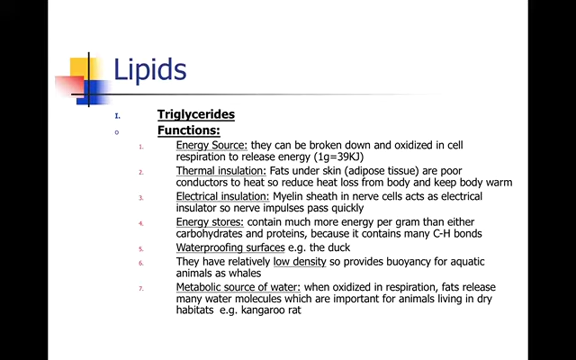 Lipids
I. Triglycerides
o Functions:
1. Energy Source: they can be broken down and oxidized in cell
respiration to release energy (1g=39KJ)
2. Thermal insulation: Fats under skin (adipose tissue) are poor
conductors to heat so reduce heat loss from body and keep body warm
3. Electrical insulation: Myelin sheath in nerve cells acts as electrical
insulator so nerve impulses pass quickly
4. Energy stores: contain much more energy per gram than either
carbohydrates and proteins, because it contains many C-H bonds
5. Waterproofing surfaces e.g. the duck
6. They have relatively low density so provides buoyancy for aquatic
animals as whales
7. Metabolic source of water: when oxidized in respiration, fats release
many water molecules which are important for animals living in dry
habitats e.g. kangaroo rat